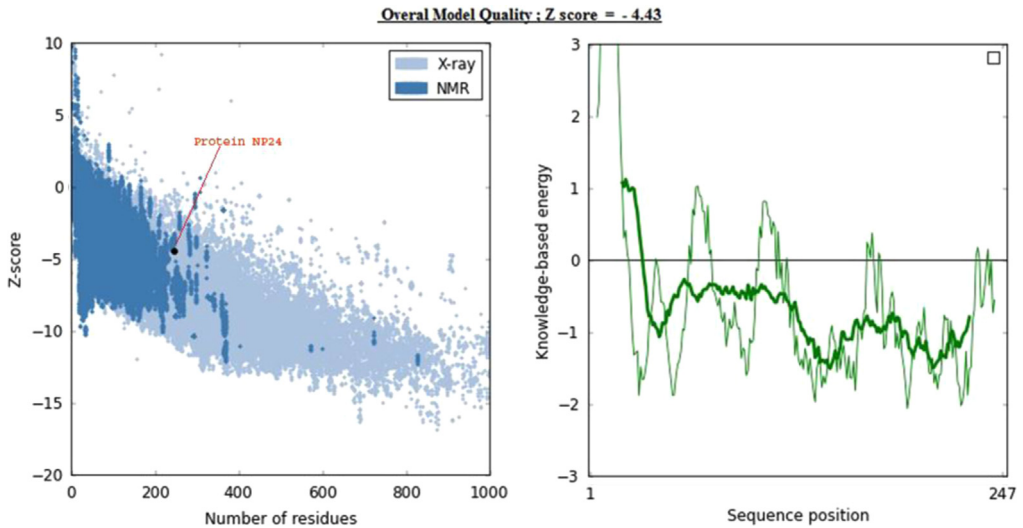 Overal Model Quality ; Z score = - 4.43
10
5
0
−5
−10
−15
−20
Z-score
X-ray
NMR
Protein NP24
0
200
400
600
800
1000
Number of residues
3
2
1
0
−1
−2
−3
Knowledge-based energy
1
247
Sequence position